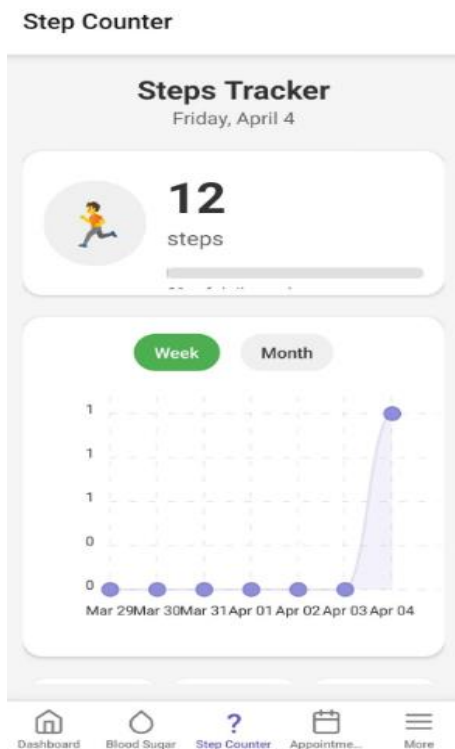 Step Counter
Steps Tracker
Friday, April 4
12
steps
Week Month
1
1
1
0
0
Mar 29 Mar 30 Mar 31 Apr 01 Apr 02 Apr 03 Apr 04
? 
Dashboard Blood Sugar Step Counter Appointme... More